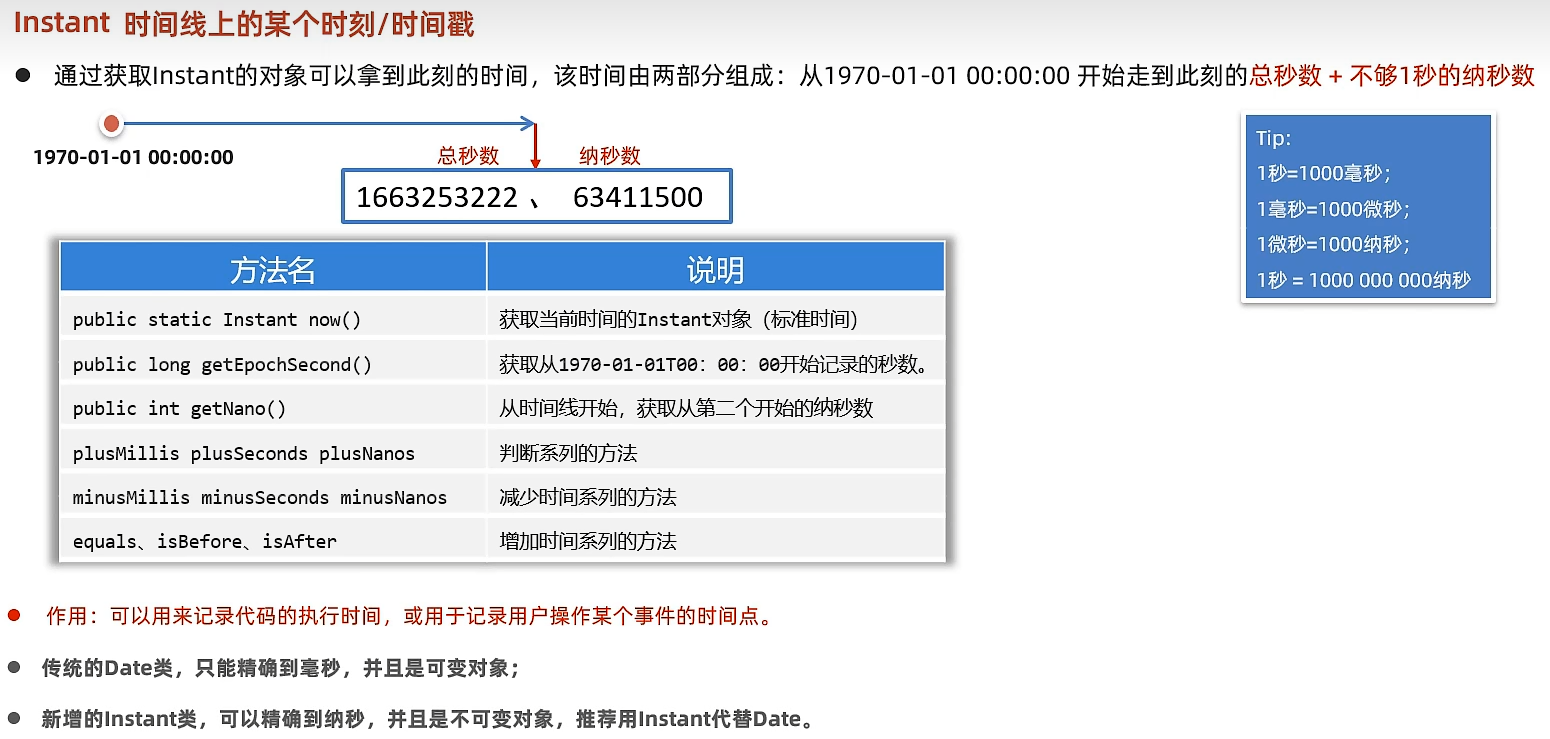 Instant 时间线上的某个时刻/时间戳
● 通过获取Instant的对象可以拿到此刻的时间，该时间由两部分组成：从1970-01-01 00:00:00 开始走到此刻的总秒数 + 不够1秒的纳秒数
1970-01-01 00:00:00
总秒数 纳秒数
1663253222 、 63411500
Tip:
1秒=1000毫秒；
1毫秒=1000微秒；
1微秒=1000纳秒；
1秒 = 1000 000 000纳秒
方法名 说明
public static Instant now() 获取当前时间的Instant对象（标准时间）
public long getEpochSecond() 获取从1970-01-01T00：00：00开始记录的秒数。
public int getNano() 从时间线开始，获取从第二个开始的纳秒数
plusMillis plusSeconds plusNanos 判断系列的方法
minusMillis minusSeconds minusNanos 减少时间系列的方法
equals、isBefore、isAfter 增加时间系列的方法
● 作用：可以用来记录代码的执行时间，或用于记录用户操作某个事件的时间点。
● 传统的Date类，只能精确到毫秒，并且是可变对象；
● 新增的Instant类，可以精确到纳秒，并且是不可变对象，推荐用Instant代替Date。